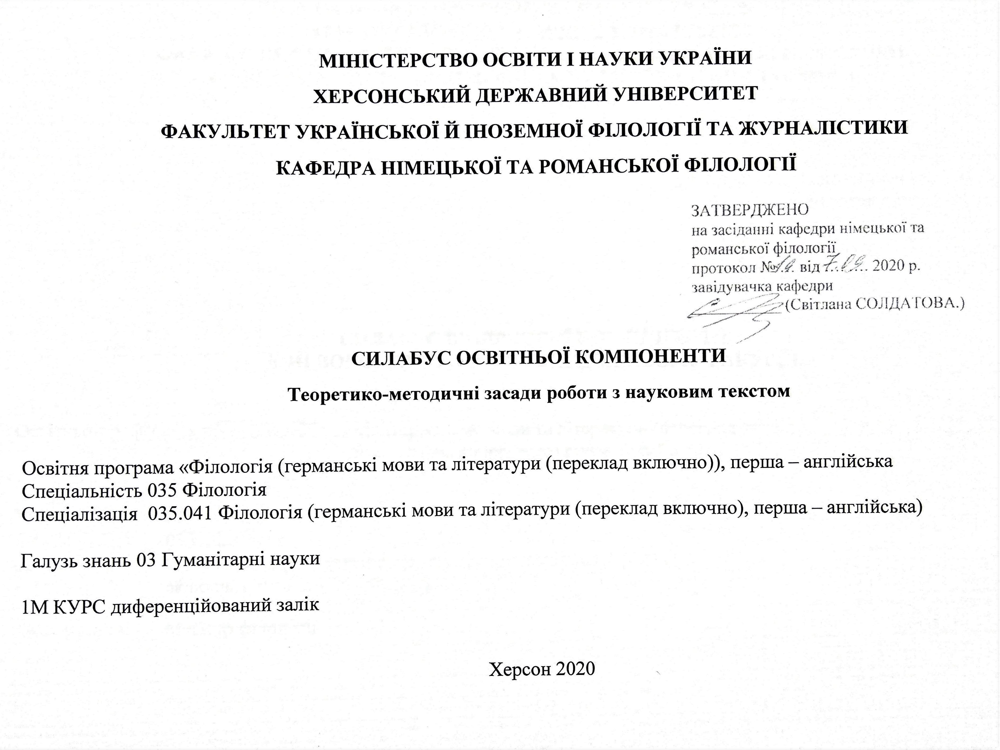 МІНІСТЕРСТВО ОСВІТИ І НАУКИ УКРАЇНИ
ХЕРСОНСЬКИЙ ДЕРЖАВНИЙ УНІВЕРСИТЕТ
ФАКУЛЬТЕТ УКРАЇНСЬКОЇ Й ІНОЗЕМНОЇ ФІЛОЛОГІЇ ТА ЖУРНАЛІСТИКИ
КАФЕДРА НІМЕЦЬКОЇ ТА РОМАНСЬКОЇ ФІЛОЛОГІЇ
ЗАТВЕРДЖЕНО
на засіданні кафедри німецької та
романської філології
протокол № від 7.09. 2020 р.
завідувачка кафедри
(Світлана СОЛДАТОВА.)
СИЛАБУС ОСВІТНЬОЇ КОМПОНЕНТИ
Теоретико-методичні засади роботи з науковим текстом
Освітня програма «Філологія (германські мови та літератури (переклад включно)), перша – англійська
Спеціальність 035 Філологія
Спеціалізація 035.041 Філологія (германські мови та літератури (переклад включно), перша – англійська)
Галузь знань 03 Гуманітарні науки
1М КУРС диференційований залік
Херсон 2020